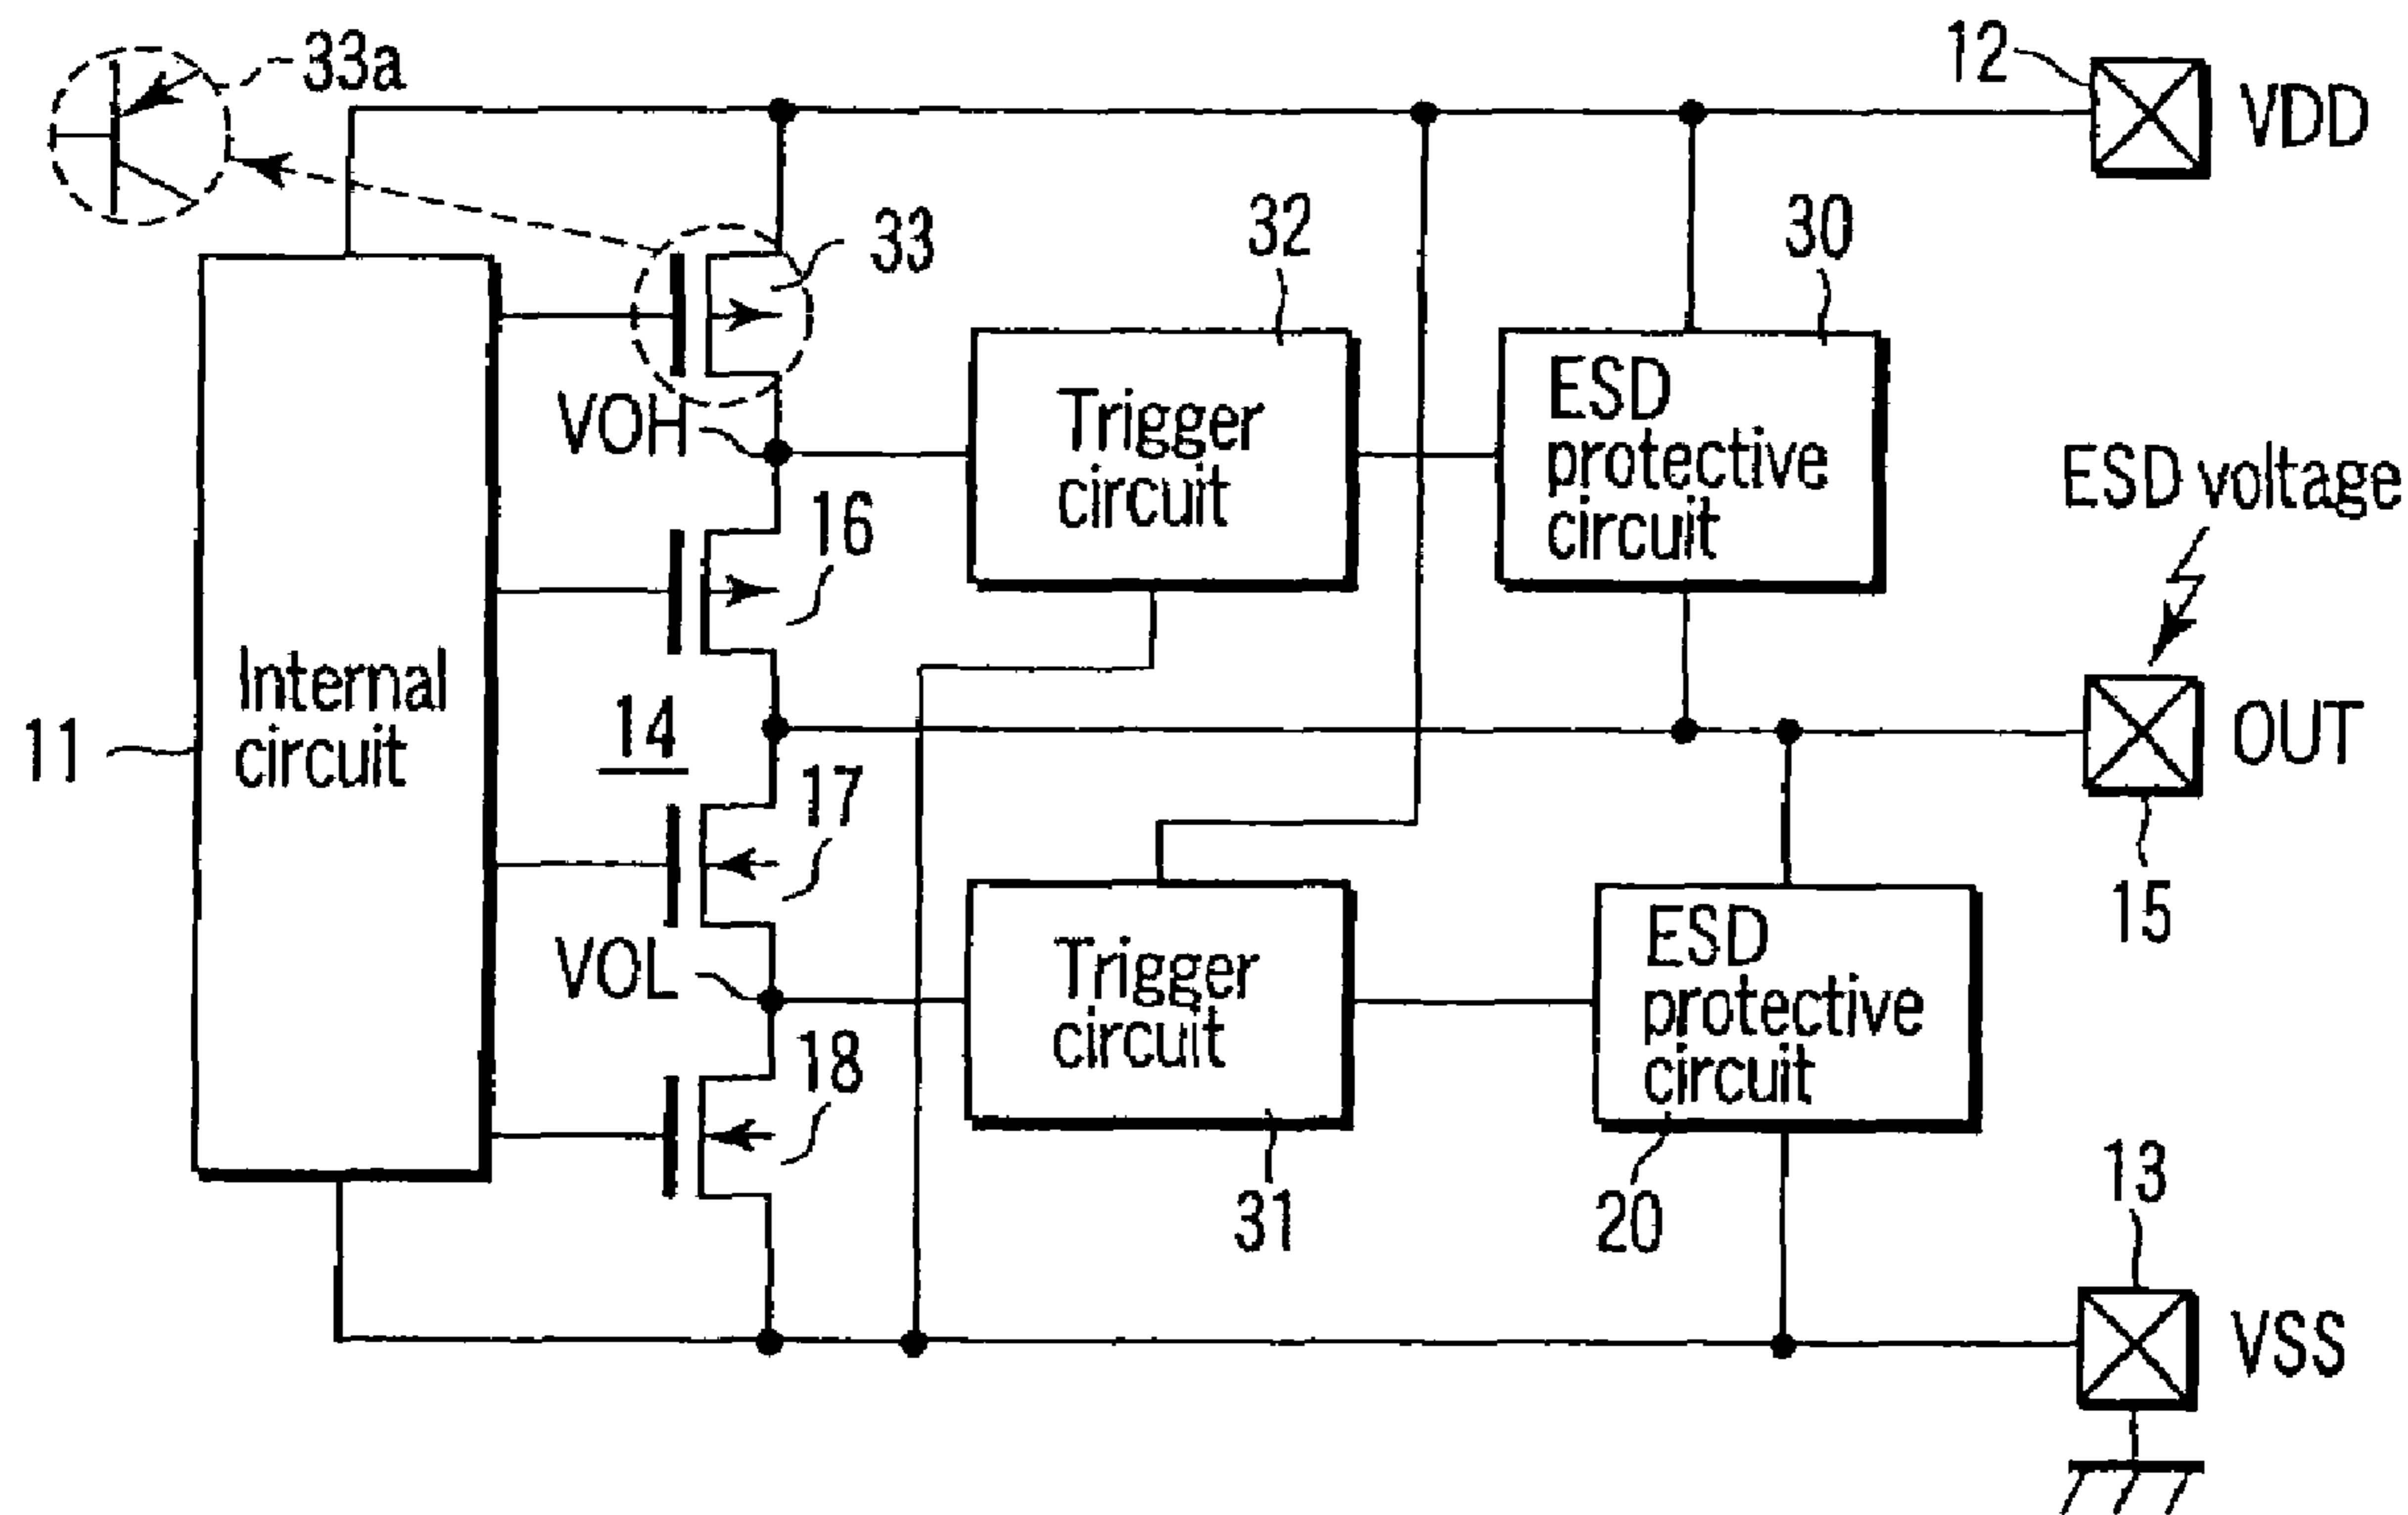 33a
12
VDD
33
32
30
VOH
Trigger
circuit
ESD
protective
circuit
ESD voltage
16
Internal
circuit
11
14
OUT
17
15
VOL
Trigger
circuit
ESD
protective
circuit
18
31
20
13
VSS